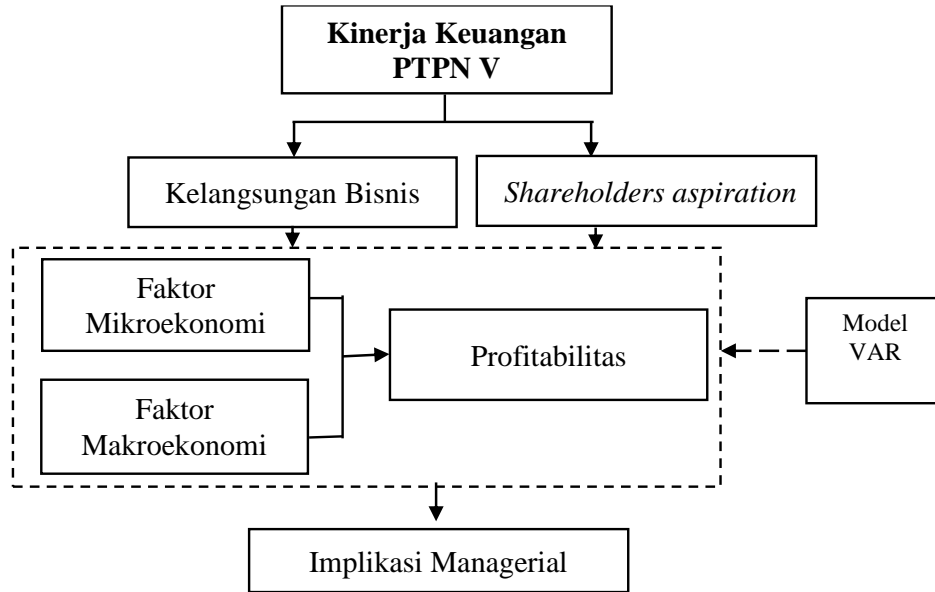 Kinerja Keuangan
PTPN V
Kelangsungan Bisnis
Shareholders aspiration
Faktor
Mikroekonomi
Profitabilitas
Model
VAR
Faktor
Makroekonomi
Implikasi Managerial